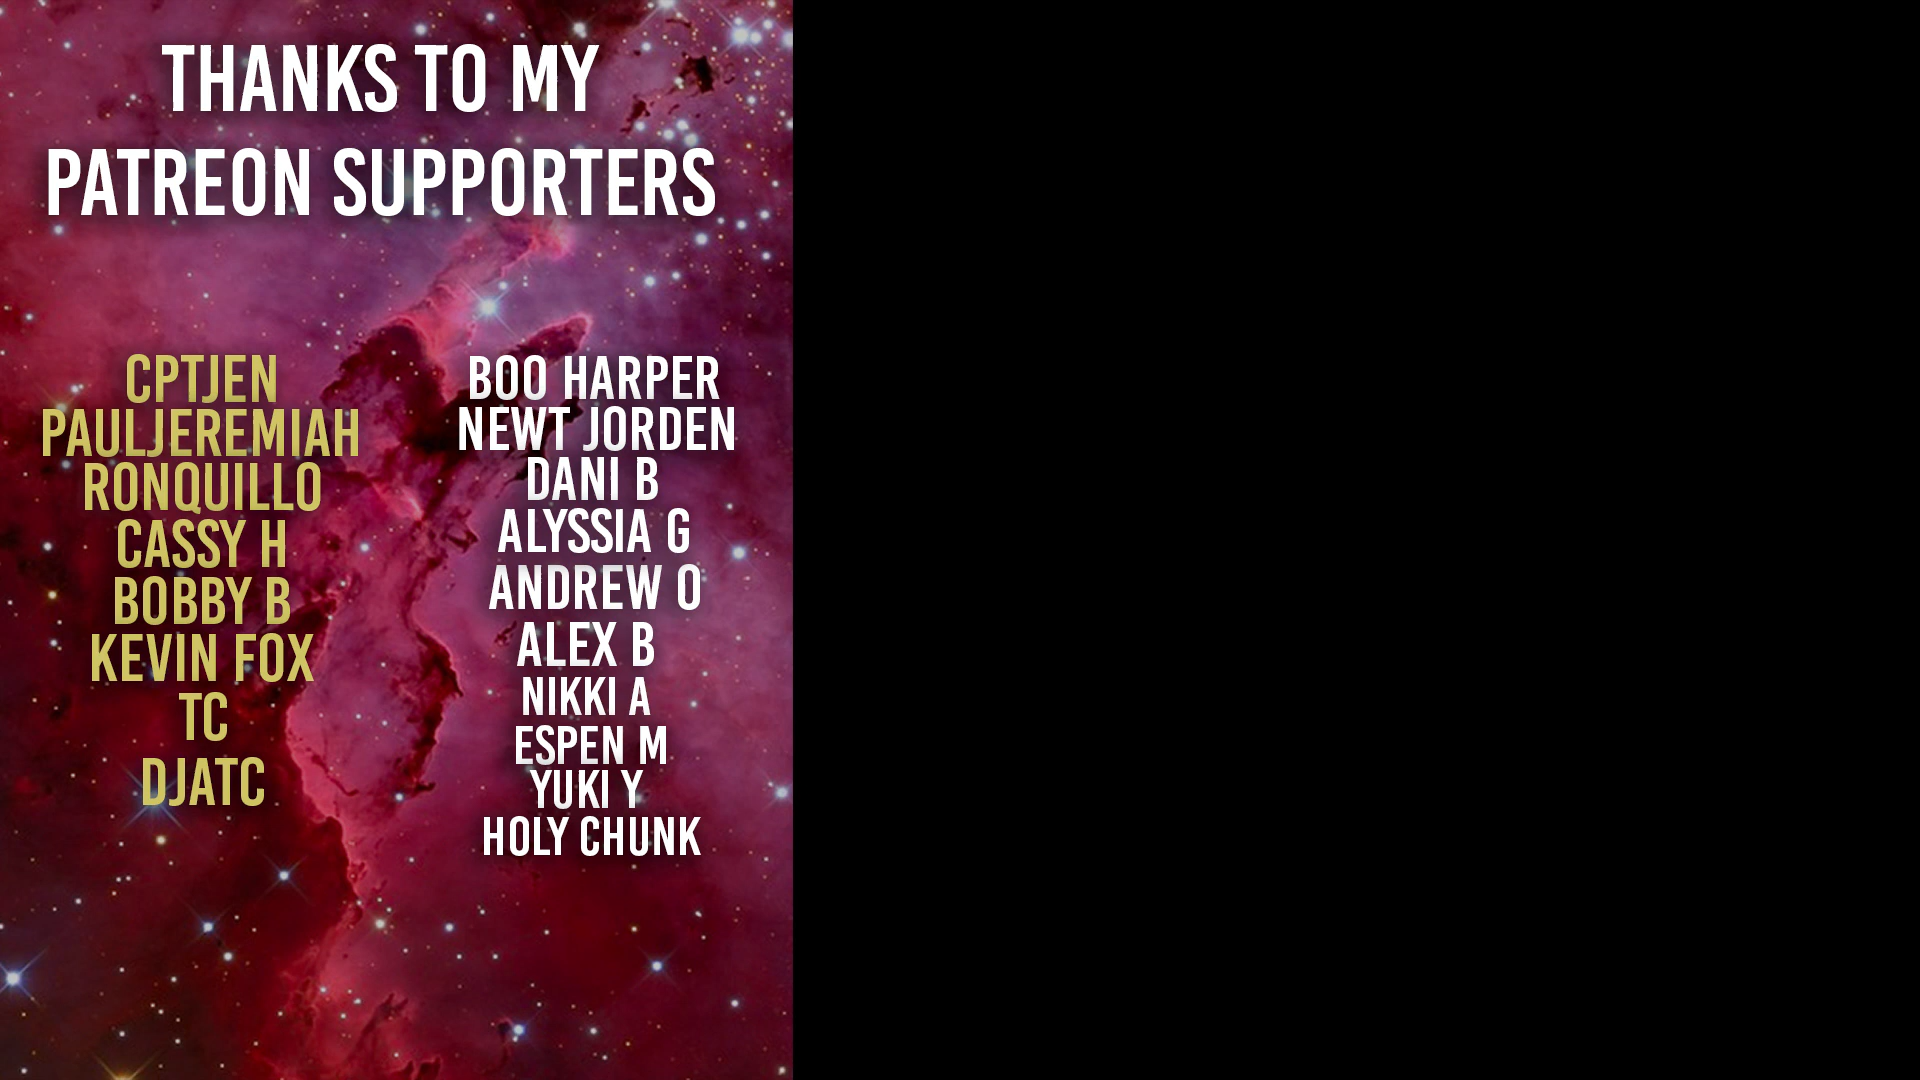 THANKS TO MY
PATREON SUPPORTERS
CPTJEN
PAULJEREMIAH
RONQUILLO
CASSY H
BOBBY B
KEVIN FOX
TC
DJATC
BOO HARPER
NEWT JORDEN
DANI B
ALYSSIA G
ANDREW O
ALEX B
NIKKI A
ESPEN M
YUKI Y
HOLY CHUNK